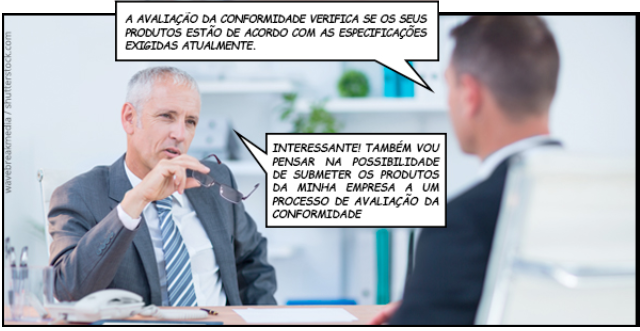 A AVALIAÇÃO DA CONFORMIDADE VERIFICA SE OS SEUS
PRODUTOS ESTÃO DE ACORDO COM AS ESPECIFICAÇÕES
EXIGIDAS ATUALMENTE.
INTERESSANTE! TAMBÉM VOU
PENSAR NA POSSIBILIDADE
DE SUBMETER OS PRODUTOS
DA MINHA EMPRESA A UM
PROCESSO DE AVALIAÇÃO DA
CONFORMIDADE
wavebreakmedia / shutterstock.com